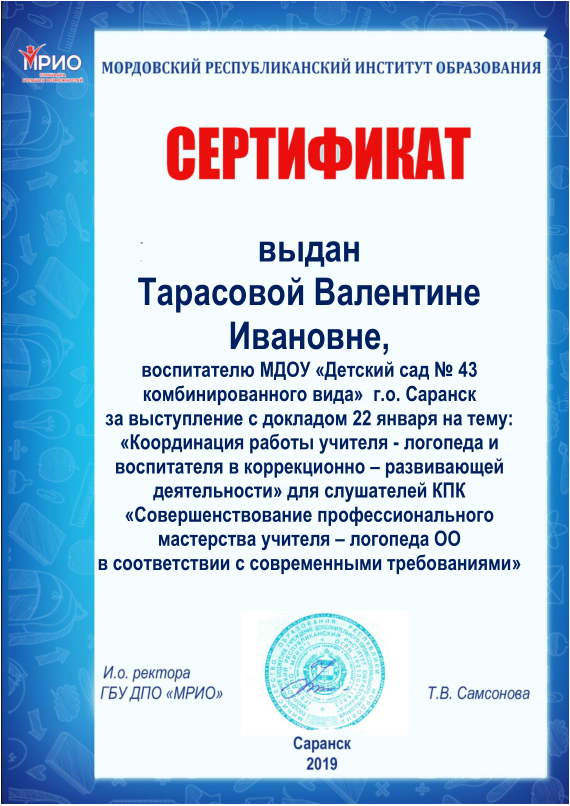 МРИО
МОРДОВСКИЙ РЕСПУБЛИКАНСКИЙ ИНСТИТУТ ОБРАЗОВАНИЯ
СЕРТИФИКАТ
выдан
Тарасовой Валентине
Ивановне,
воспитателю МДОУ «Детский сад № 43
комбинированного вида» г.о. Саранск
за выступление с докладом 22 января на тему:
«Координация работы учителя - логопеда и
воспитателя в коррекционно – развивающей
деятельности» для слушателей КПК
«Совершенствование профессионального
мастерства учителя – логопеда ОО
в соответствии с современными требованиями»
И.о. ректора
ГБУ ДПО «МРИО»
Т.В. Самсонова
Саранск
2019